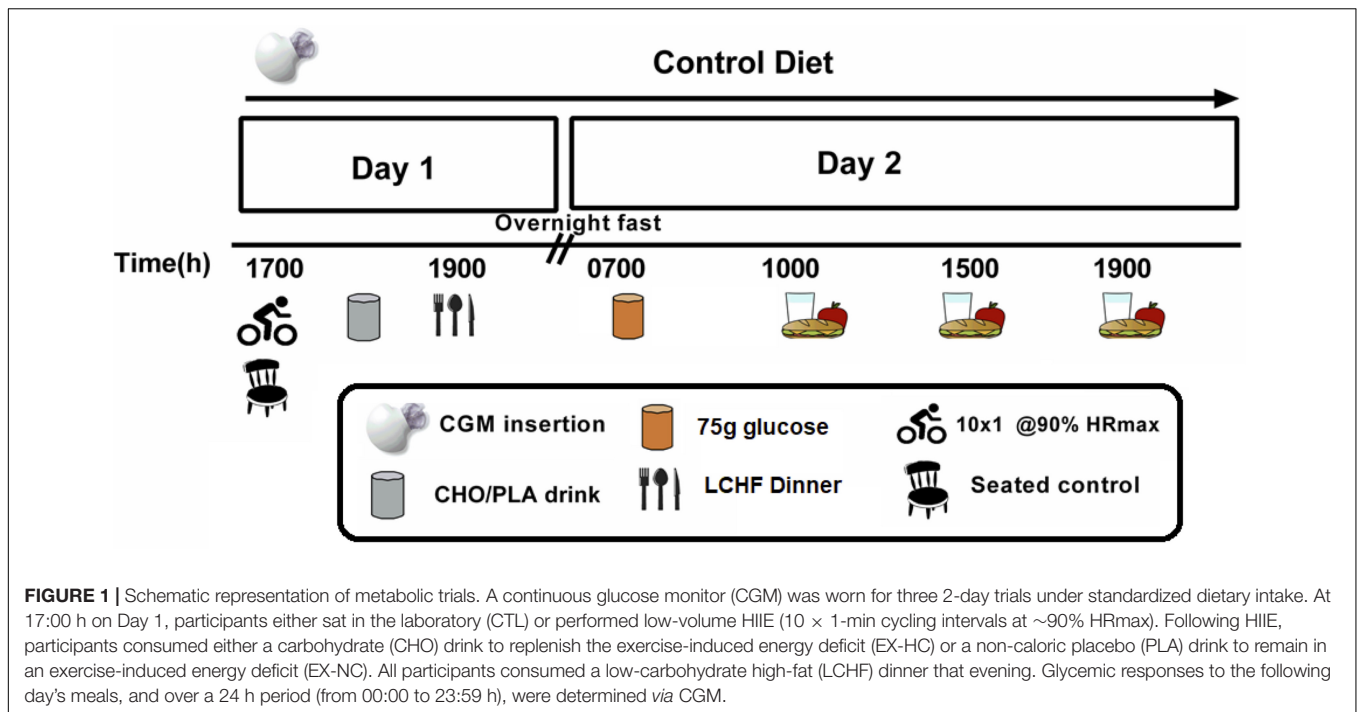 Control Diet
Day 1
Day 2
Overnight fast
Time(h)
1700
1900
0700
1000
1500
1900
CGM insertion
75g glucose
10x1 @90% HRmax
CHO/PLA drink
LCHF Dinner
Seated control
FIGURE 1 | Schematic representation of metabolic trials. A continuous glucose monitor (CGM) was worn for three 2-day trials under standardized dietary intake. At
17:00 h on Day 1, participants either sat in the laboratory (CTL) or performed low-volume HIIE (10 × 1-min cycling intervals at ~90% HRmax). Following HIIE,
participants consumed either a carbohydrate (CHO) drink to replenish the exercise-induced energy deficit (EX-HC) or a non-caloric placebo (PLA) drink to remain in
an exercise-induced energy deficit (EX-NC). All participants consumed a low-carbohydrate high-fat (LCHF) dinner that evening. Glycemic responses to the following
day's meals, and over a 24 h period (from 00:00 to 23:59 h), were determined via CGM.